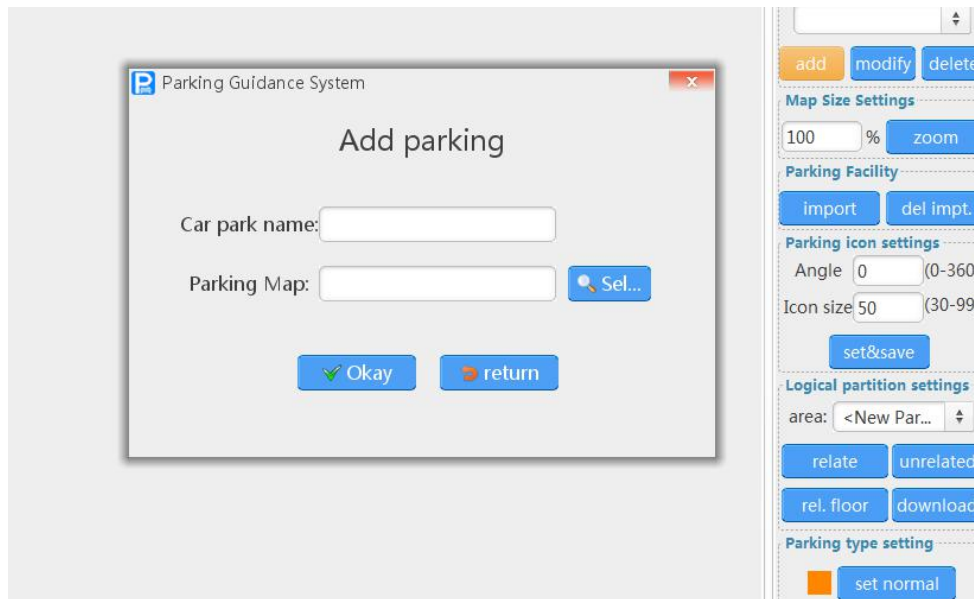 Parking Guidance System
x
Add parking
Car park name:
Parking Map:
Sel...
Okay
return
add
modify
delete
Map Size Settings
100
%
zoom
Parking Facility
import
del impt.
Parking icon settings
Angle
0
(0-360
Icon size
50
(30-99
set&save
Logical partition settings
area:
<New Par...
relate
unrelated
rel. floor
download
Parking type setting
set normal